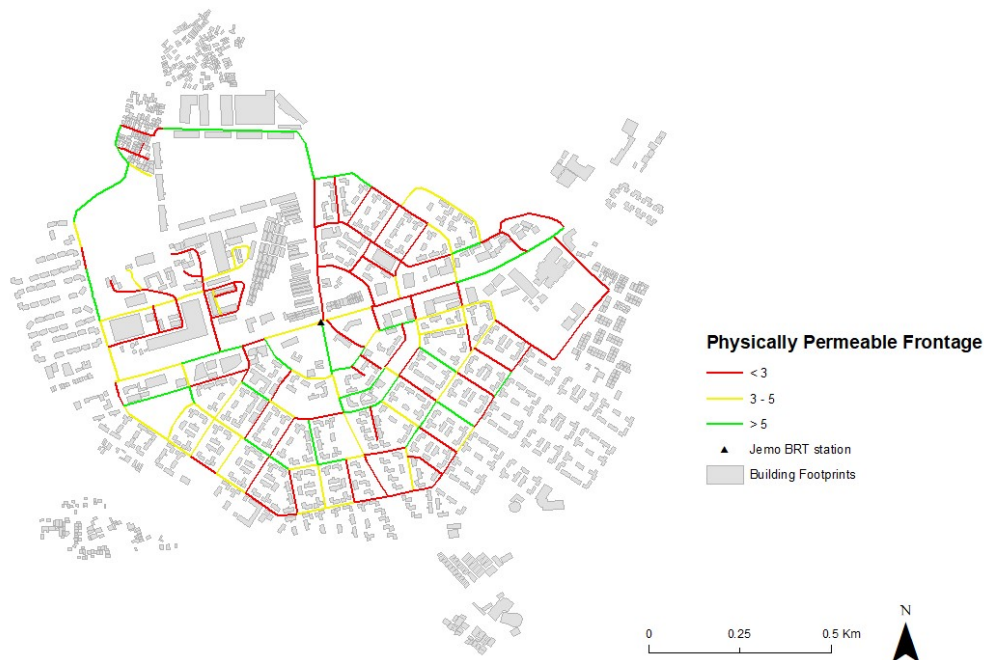 Physically Permeable Frontage
< 3
3 - 5
> 5
Jemo BRT station
Building Footprints
N
0 0.25 0.5 Km